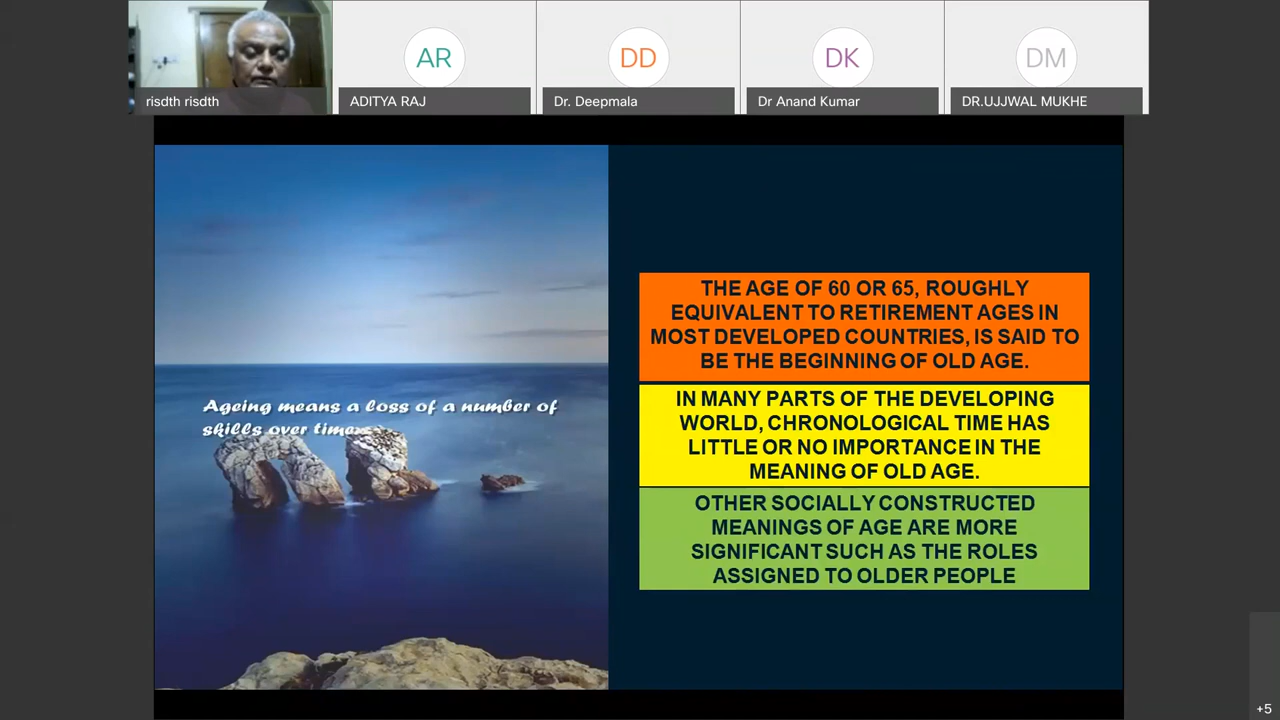 AR
DD
DK
DM
risdth risdth
ADITYA RAJ
Dr. Deepmala
Dr Anand Kumar
DR.UJJWAL MUKHE
Ageing means a loss of a number of
skills over time.
THE AGE OF 60 OR 65, ROUGHLY
EQUIVALENT TO RETIREMENT AGES IN
MOST DEVELOPED COUNTRIES, IS SAID TO
BE THE BEGINNING OF OLD AGE.
IN MANY PARTS OF THE DEVELOPING
WORLD, CHRONOLOGICAL TIME HAS
LITTLE OR NO IMPORTANCE IN THE
MEANING OF OLD AGE.
OTHER SOCIALLY CONSTRUCTED
MEANINGS OF AGE ARE MORE
SIGNIFICANT SUCH AS THE ROLES
ASSIGNED TO OLDER PEOPLE
+5